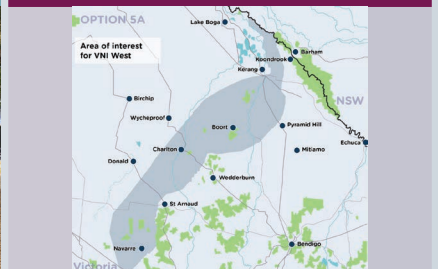 OPTION 5A
Lake Boga
Area of interest
for VNI West
Barham
Koondrook
Kerang
NSW
Birchip
Wycheproof
Boort
Pyramid Hill
Echuca
Charlton
Mitiamo
Donald
Wedderburn
St Arnaud
Navarre
Bendigo
Victoria